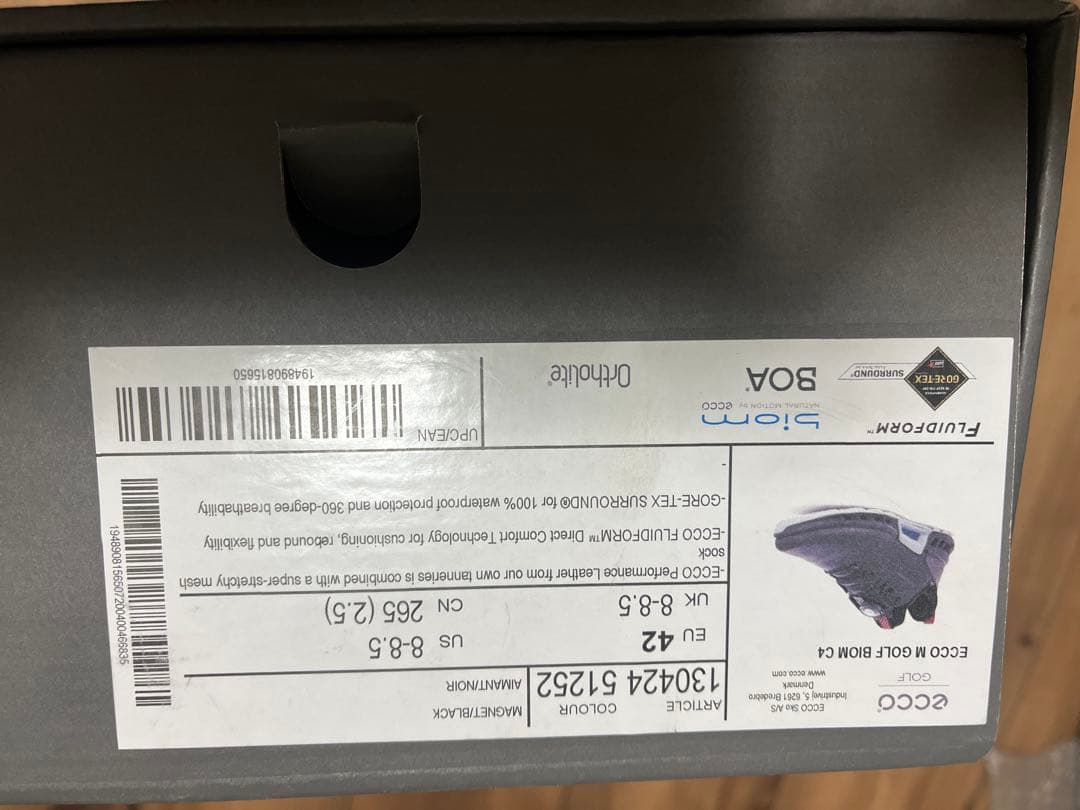 ecco
GOLF
ECCO Sko A/S
Industrivej 5, 6261 Bredebro
Denmark
www.ecco.com
ECCO M GOLF BIOM C4
ARTICLE
COLOUR
130424 51252
MAGNET/BLACK
AIMANT/NOIR
EU 42
US 8-8.5
UK 8-8.5
CN 265 (2.5)
-ECCO Performance Leather from our own tanneries is combined with a super-stretchy mesh
sock
-ECCO FLUIDFORM™ Direct Comfort Technology for cushioning, rebound and flexibility
-GORE-TEX SURROUND® for 100% waterproof protection and 360-degree breathability
-
1948908156507200400466835
FLUIDFORM™
GORE-TEX
SURROUND®
biom
NATURAL MOTION by ecco
BOA®
Ortholite®
UPC/EAN
194890815650